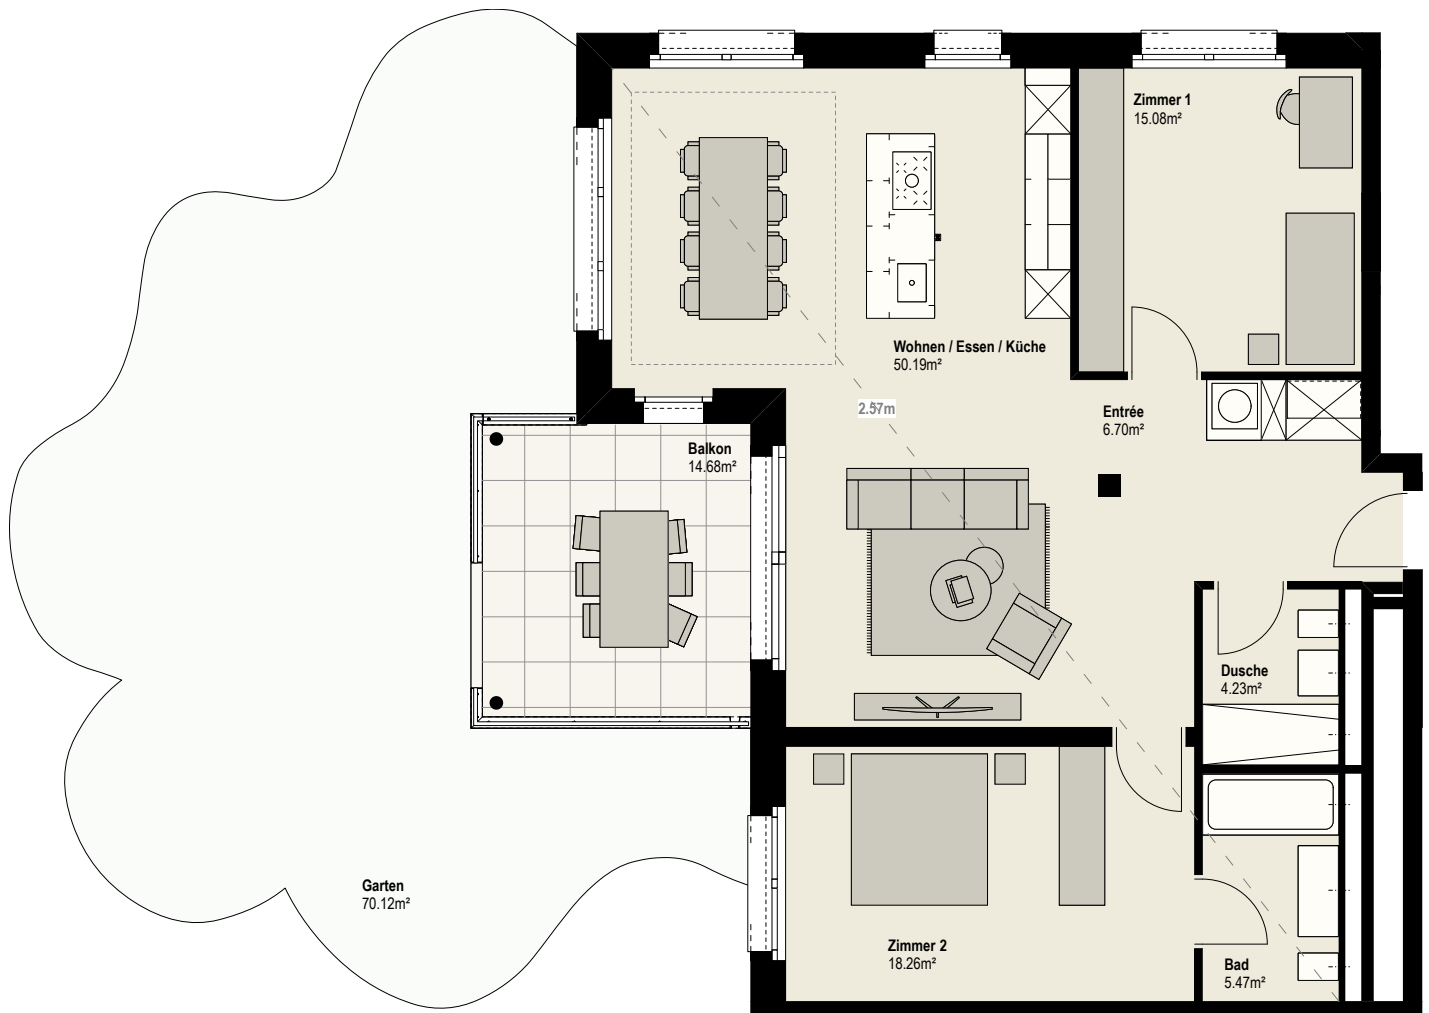 Zimmer 1
15.08m²
Wohnen / Essen / Küche
50.19m²
2.57m
Entrée
6.70m²
Balkon
14.68m²
Dusche
4.23m²
Garten
70.12m²
Zimmer 2
18.26m²
Bad
5.47m²